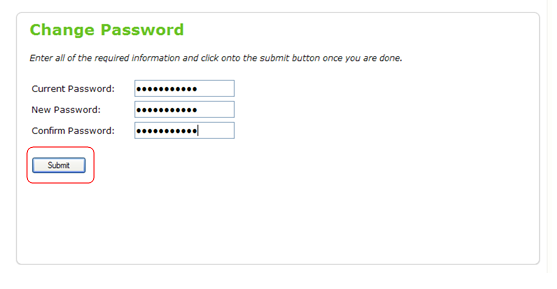 Change Password
Enter all of the required information and click onto the submit button once you are done.
Current Password: •••••••••••
New Password: •••••••••••
Confirm Password: •••••••••••
Submit